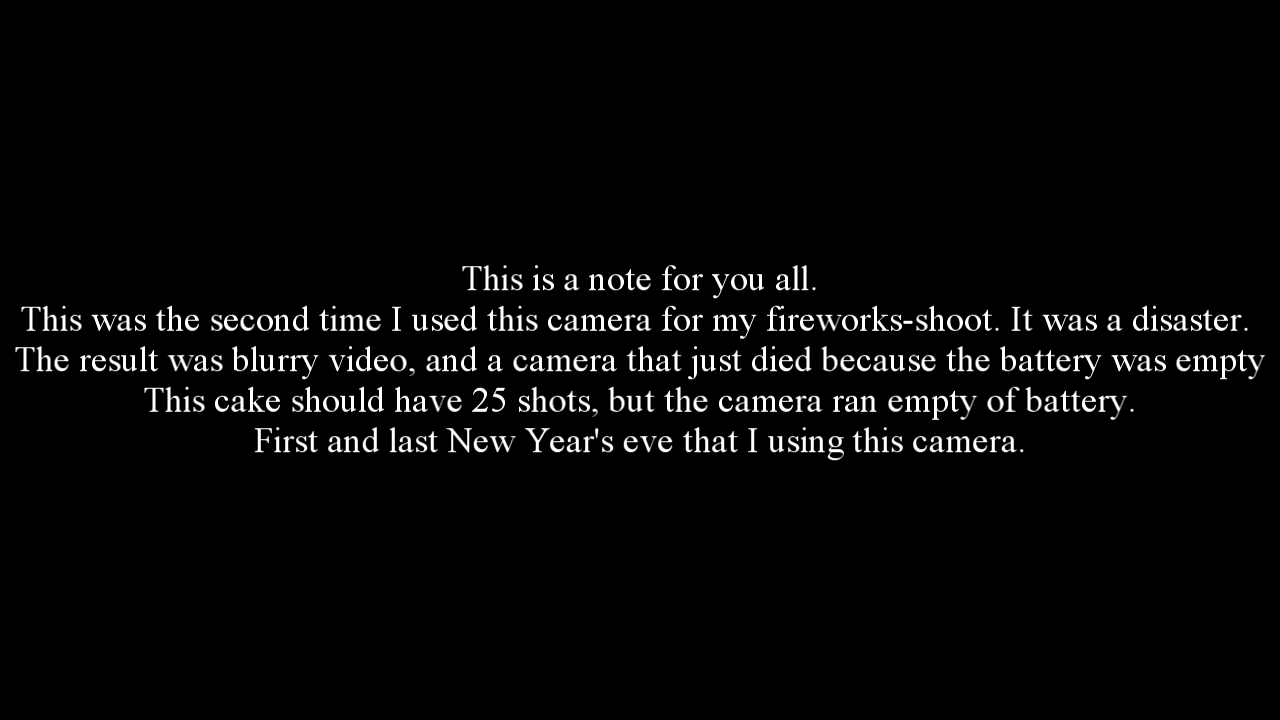 This is a note for you all.
This was the second time I used this camera for my fireworks-shoot. It was a disaster.
The result was blurry video, and a camera that just died because the battery was empty
This cake should have 25 shots, but the camera ran empty of battery.
First and last New Year's eve that I using this camera.